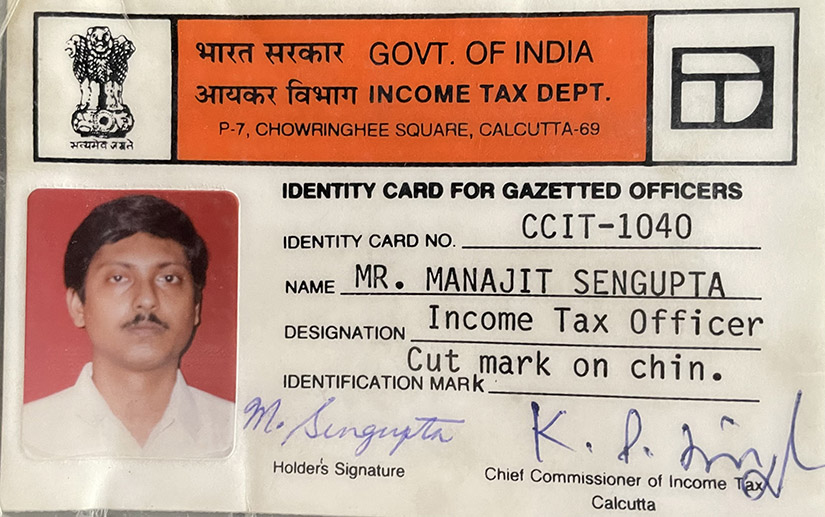 भारत सरकार GOVT. OF INDIA
आयकर विभाग INCOME TAX DEPT.
P-7, CHOWRINGHEE SQUARE, CALCUTTA-69
सत्यमेव जयते
IDENTITY CARD FOR GAZETTED OFFICERS
IDENTITY CARD NO. CCIT-1040
NAME MR. MANAJIT SENGUPTA
DESIGNATION Income Tax Officer
IDENTIFICATION MARK Cut mark on chin.
M. Sengupta
Holder's Signature
Chief Commissioner of Income Tax
Calcutta